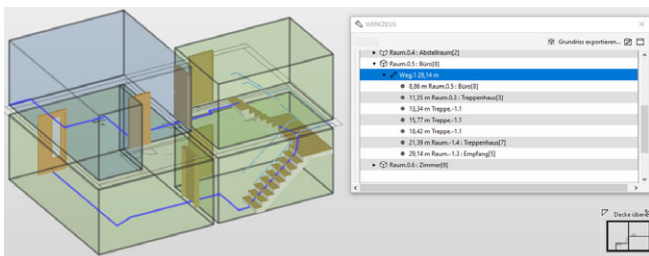 WERKZEUG
Grundriss exportieren...
Raum.0.4 : Abstellraum[2]
Raum.0.5 : Büro[8]
Weg.1 29,14 m
8,86 m Raum.0.5 : Büro[8]
11,35 m Raum.0.3 : Treppenhaus[3]
13,34 m Treppe.-1.1
15,77 m Treppe.-1.1
18,42 m Treppe.-1.1
21,39 m Raum.-1.4 : Treppenhaus[7]
29,14 m Raum.-1.3 : Empfang[5]
Raum.0.6 : Zimmer[9]
Decke über